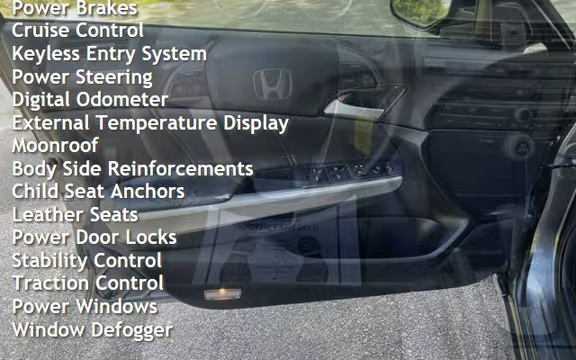 Power Brakes
Cruise Control
Keyless Entry System
Power Steering
Digital Odometer
External Temperature Display
Moonroof
Body Side Reinforcements
Child Seat Anchors
Leather Seats
Power Door Locks
Stability Control
Traction Control
Power Windows
Window Defogger